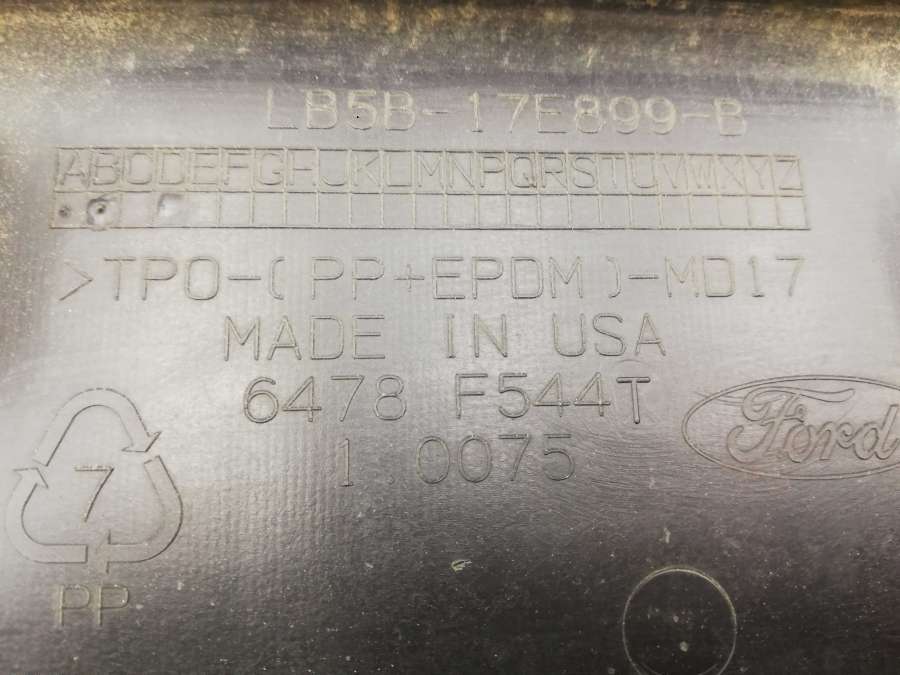 LB5B-17E899-B
ABCDEFGHJKLMNPQRSTUVWXYZ
>TPO-(PP+EPDM)-MD17
MADE IN USA
6478 F544T
Ford
1.0075
7
PP